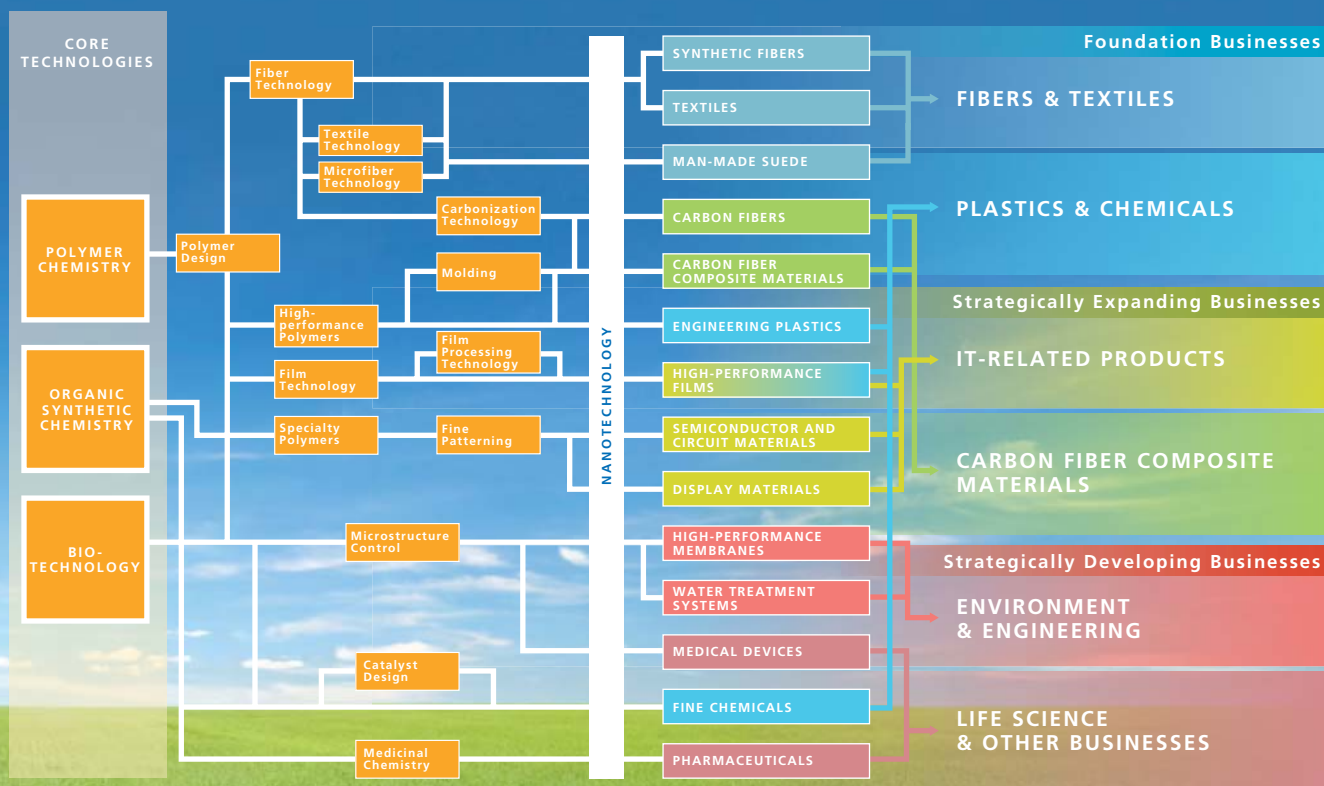 CORE
TECHNOLOGIES
POLYMER
CHEMISTRY
ORGANIC
SYNTHETIC
CHEMISTRY
BIO-
TECHNOLOGY
Polymer
Design
Fiber
Technology
Textile
Technology
Microfiber
Technology
Carbonization
Technology
Molding
High-
performance
Polymers
Film
Processing
Technology
Film
Technology
Specialty
Polymers
Fine
Patterning
Microstructure
Control
Catalyst
Design
Medicinal
Chemistry
NANOTECHNOLOGY
SYNTHETIC FIBERS
TEXTILES
MAN-MADE SUEDE
CARBON FIBERS
CARBON FIBER
COMPOSITE MATERIALS
ENGINEERING PLASTICS
HIGH-PERFORMANCE
FILMS
SEMICONDUCTOR AND
CIRCUIT MATERIALS
DISPLAY MATERIALS
HIGH-PERFORMANCE
MEMBRANES
WATER TREATMENT
SYSTEMS
MEDICAL DEVICES
FINE CHEMICALS
PHARMACEUTICALS
Foundation Businesses
FIBERS & TEXTILES
PLASTICS & CHEMICALS
Strategically Expanding Businesses
IT-RELATED PRODUCTS
CARBON FIBER COMPOSITE
MATERIALS
Strategically Developing Businesses
ENVIRONMENT
& ENGINEERING
LIFE SCIENCE
& OTHER BUSINESSES